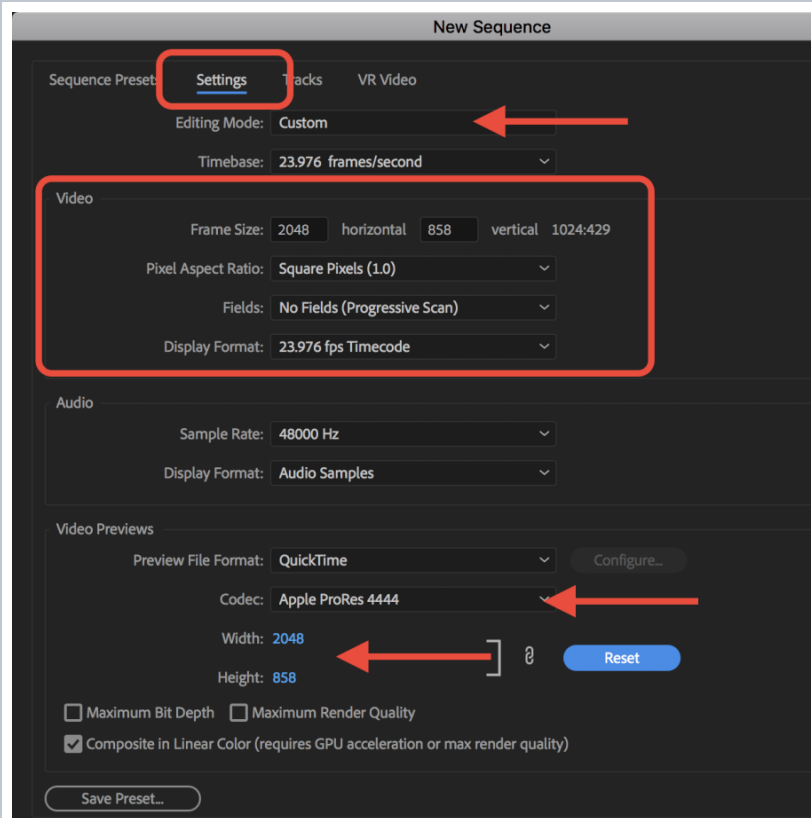 New Sequence
Sequence Presets Settings Tracks VR Video
Editing Mode: Custom
Timebase: 23.976 frames/second
Video
Frame Size: 2048 horizontal 858 vertical 1024:429
Pixel Aspect Ratio: Square Pixels (1.0)
Fields: No Fields (Progressive Scan)
Display Format: 23.976 fps Timecode
Audio
Sample Rate: 48000 Hz
Display Format: Audio Samples
Video Previews
Preview File Format: QuickTime Configure...
Codec: Apple ProRes 4444
Width: 2048
Reset
Height: 858
Maximum Bit Depth Maximum Render Quality
Composite in Linear Color (requires GPU acceleration or max render quality)
Save Preset...